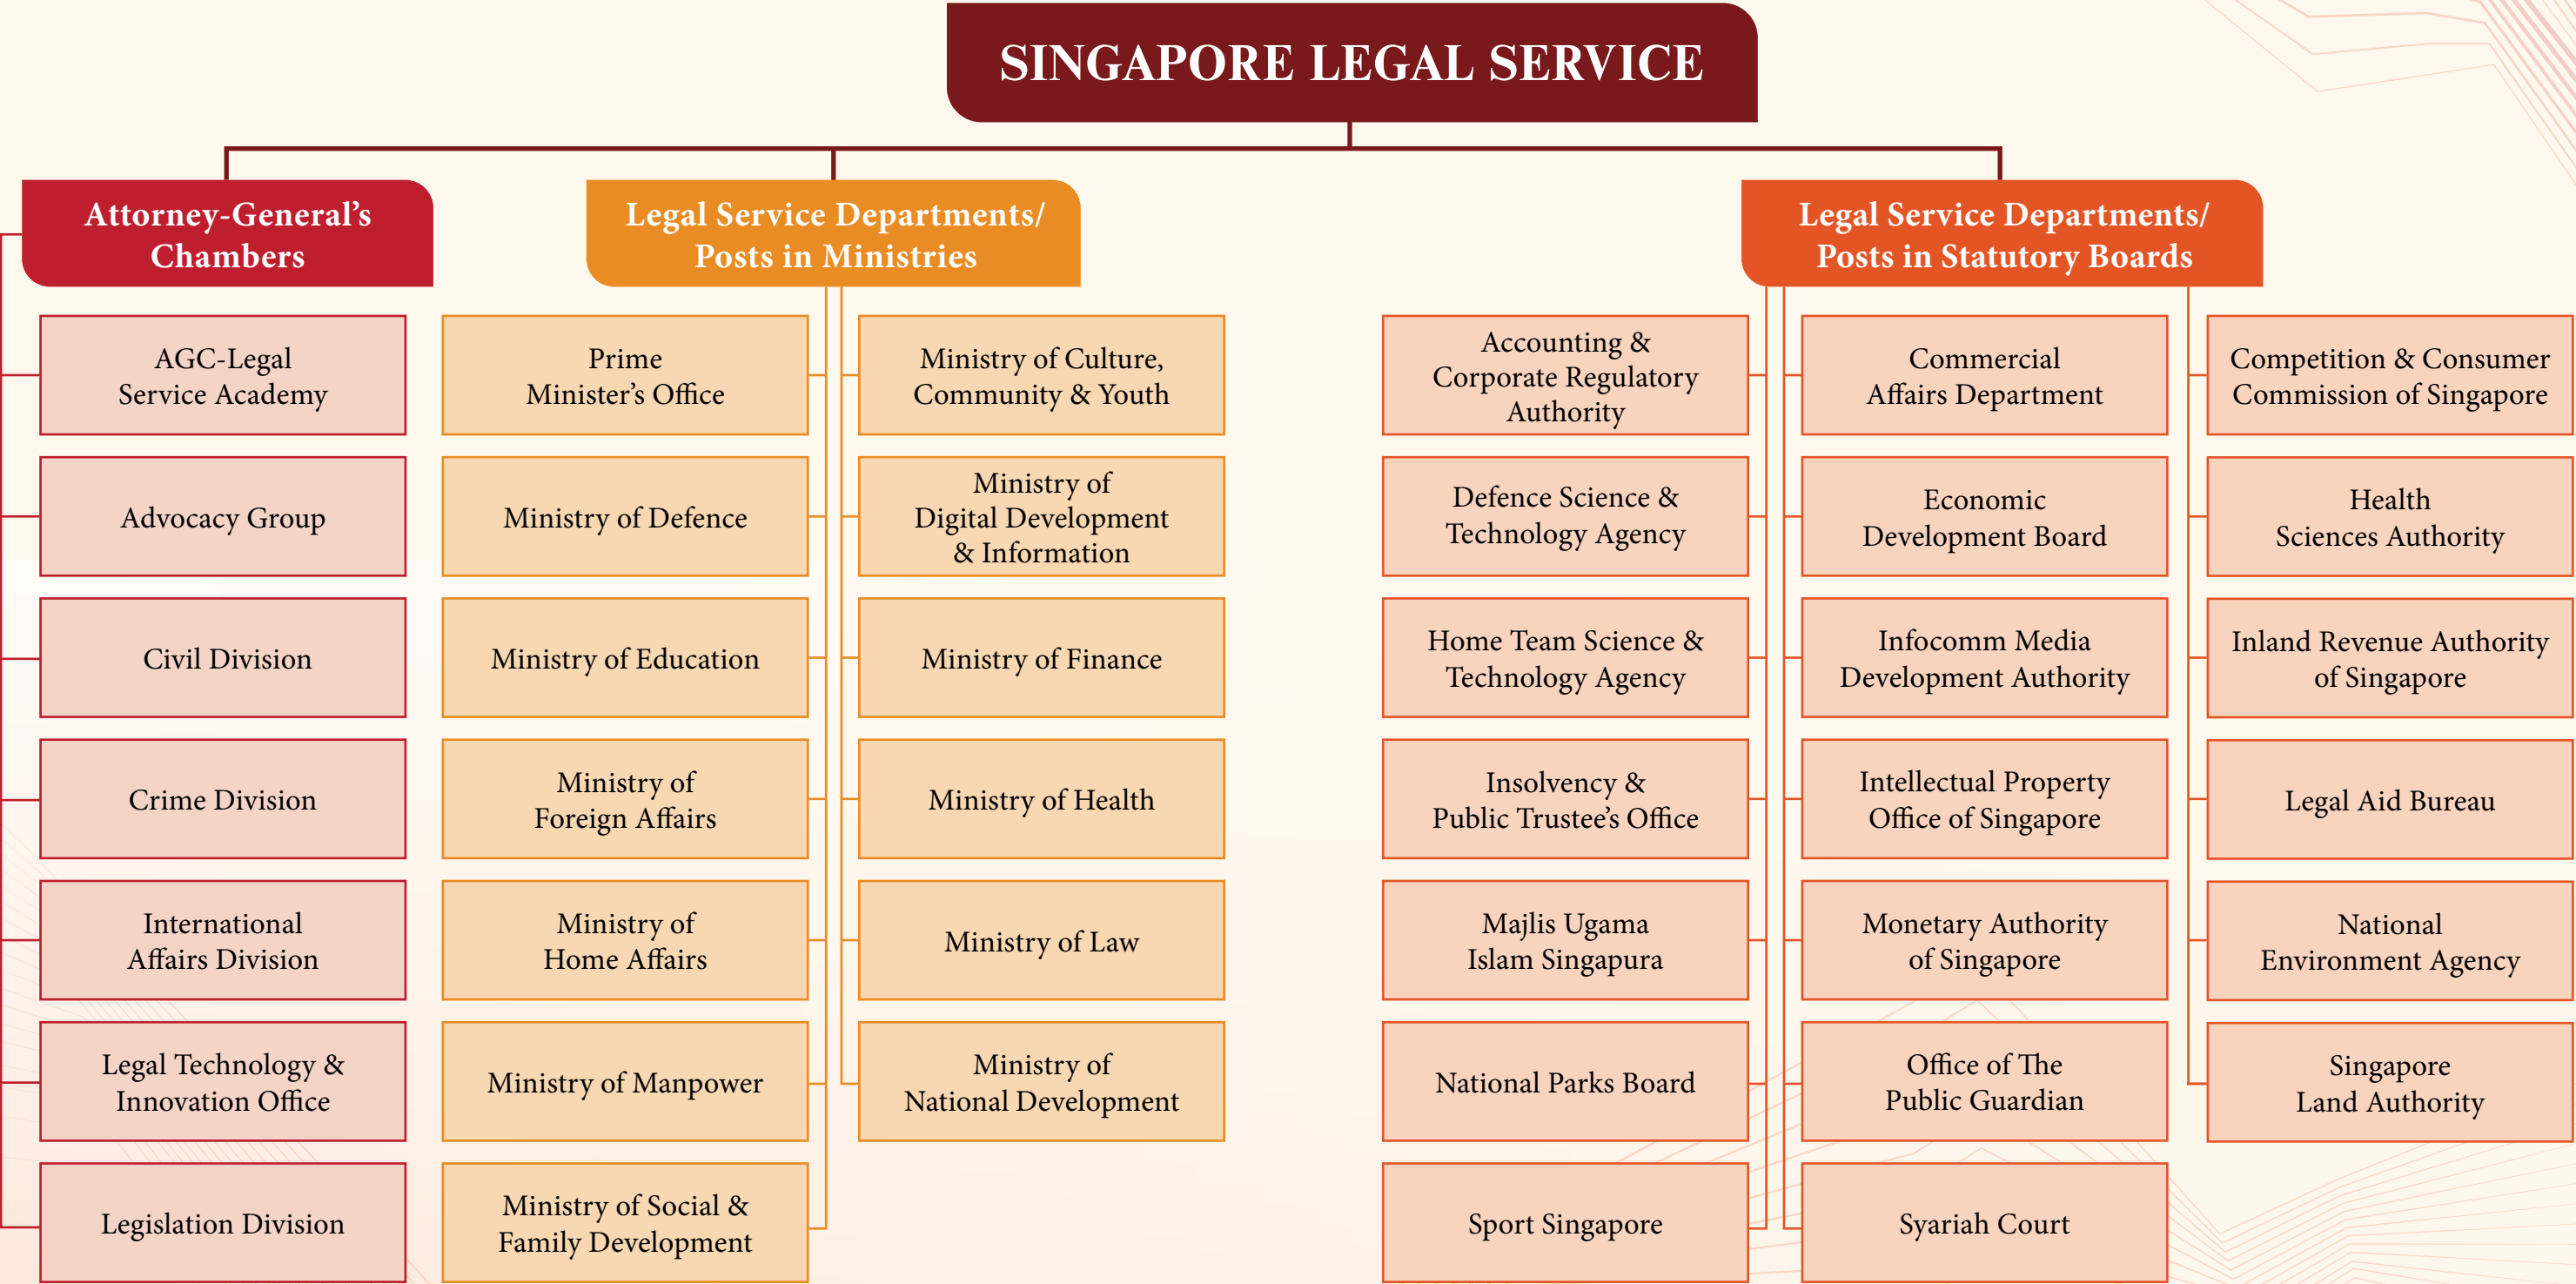 SINGAPORE LEGAL SERVICE
Attorney-General’s
Chambers
AGC-Legal
Service Academy
Advocacy Group
Civil Division
Crime Division
International
Affairs Division
Legal Technology &
Innovation Office
Legislation Division
Legal Service Departments/
Posts in Ministries
Prime
Minister’s Office
Ministry of Defence
Ministry of Education
Ministry of
Foreign Affairs
Ministry of
Home Affairs
Ministry of Manpower
Ministry of Social &
Family Development
Ministry of Culture,
Community & Youth
Ministry of
Digital Development
& Information
Ministry of Finance
Ministry of Health
Ministry of Law
Ministry of
National Development
Legal Service Departments/
Posts in Statutory Boards
Accounting &
Corporate Regulatory
Authority
Defence Science &
Technology Agency
Home Team Science &
Technology Agency
Insolvency &
Public Trustee’s Office
Majlis Ugama
Islam Singapura
National Parks Board
Sport Singapore
Commercial
Affairs Department
Economic
Development Board
Infocomm Media
Development Authority
Intellectual Property
Office of Singapore
Monetary Authority
of Singapore
Office of The
Public Guardian
Syariah Court
Competition & Consumer
Commission of Singapore
Health
Sciences Authority
Inland Revenue Authority
of Singapore
Legal Aid Bureau
National
Environment Agency
Singapore
Land Authority